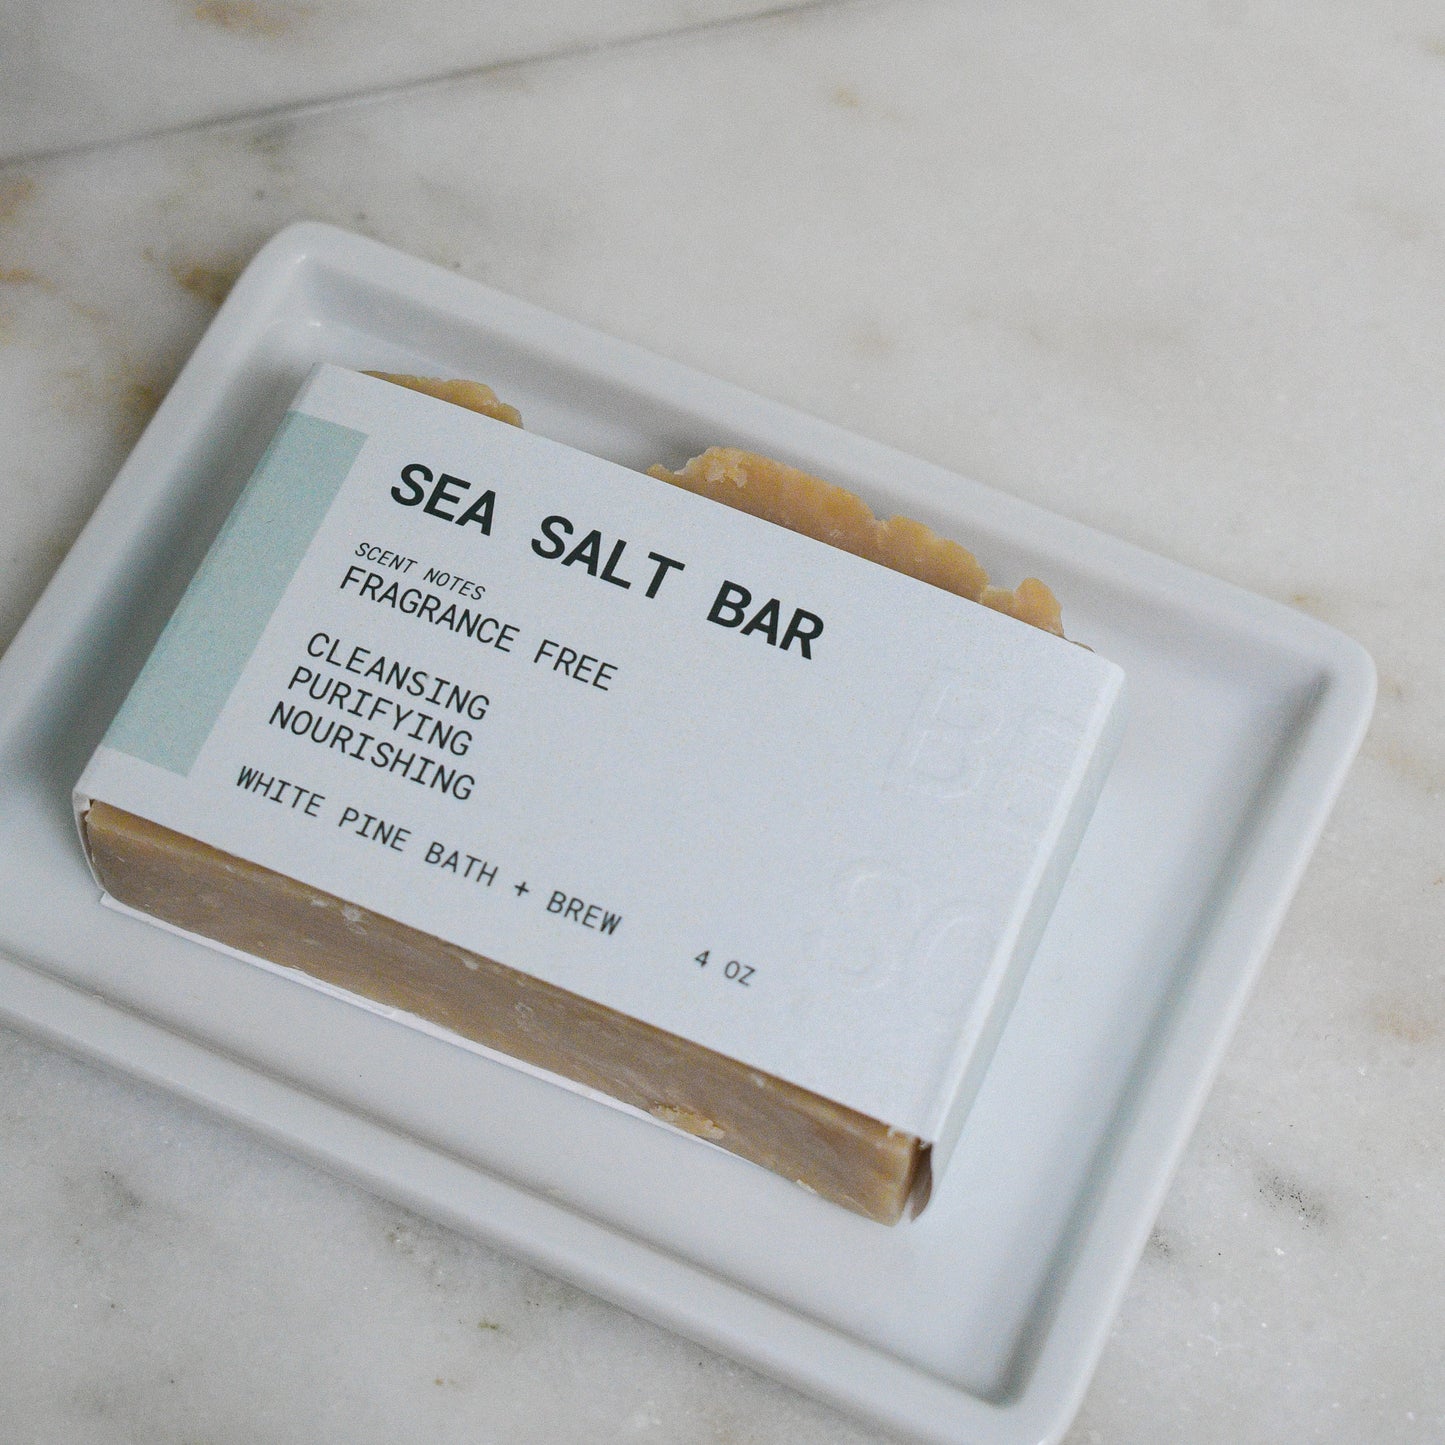 SEA SALT BAR
SCENT NOTES
FRAGRANCE FREE
CLEANSING
PURIFYING
NOURISHING
WHITE PINE BATH + BREW
4 OZ